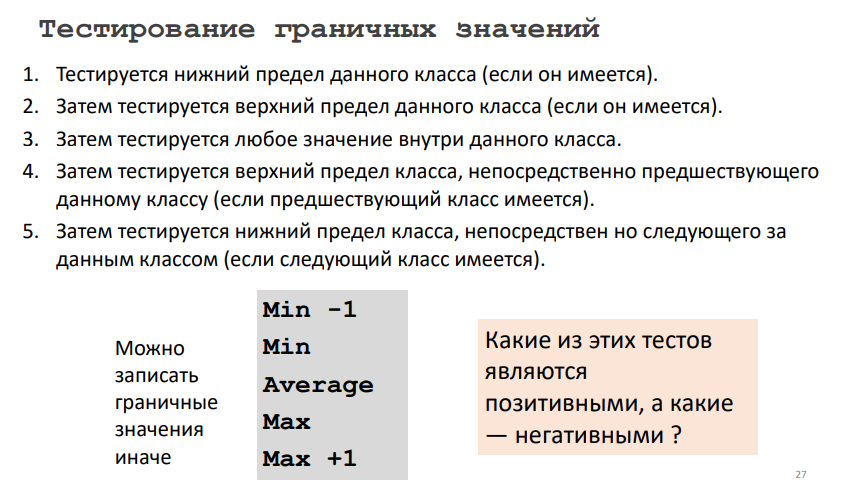 Тестирование граничных значений
1. Тестируется нижний предел данного класса (если он имеется).
2. Затем тестируется верхний предел данного класса (если он имеется).
3. Затем тестируется любое значение внутри данного класса.
4. Затем тестируется верхний предел класса, непосредственно предшествующего
данному классу (если предшествующий класс имеется).
5. Затем тестируется нижний предел класса, непосредствен но следующего за
данным классом (если следующий класс имеется).
Можно
записать
граничные
значения
иначе
Min -1
Min
Average
Max
Max +1
Какие из этих тестов
являются
позитивными, а какие
— негативными ?
27